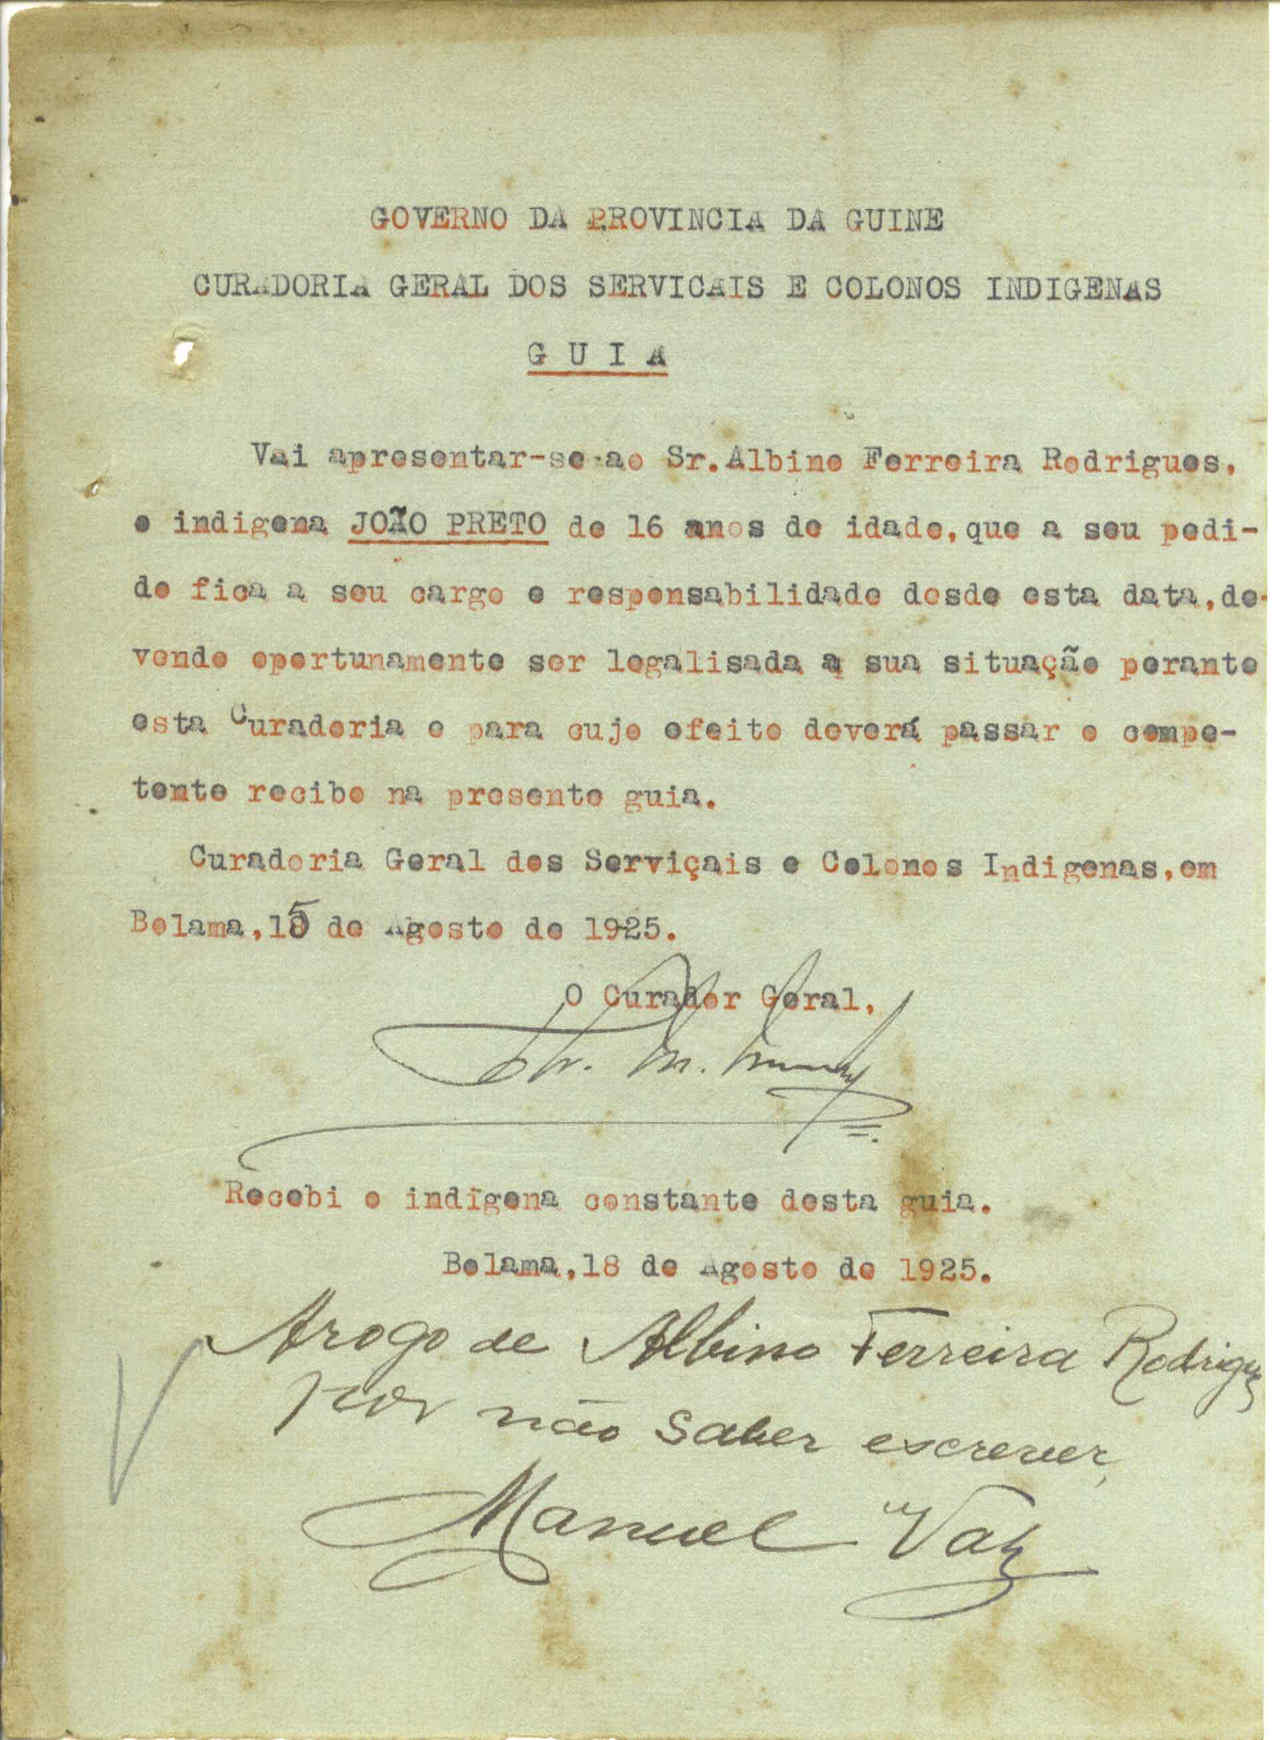 GOVERNO DA PROVINCIA DA GUINE
CURADORIA GERAL DOS SERVICAIS E COLONOS INDIGENAS
G U I A
Vai apresentar-se ao Sr.Albino Ferreira Rodrigues,
o indigena JOÃO PRETO de 16 anos de idade,que a seu pedi-
do fica a seu cargo e responsabilidade desde esta data,de-
vendo oportunamente ser legalisada a sua situação perante
esta Curadoria e para cujo efeito deverá passar o compe-
tente recibo na presente guia.
Curadoria Geral dos Serviçais e Colonos Indigenas,em
Bolama,15 de Agosto de 1925.
O Curador Geral,
Recebi o indigena constante desta guia.
Bolama,18 de Agosto de 1925.
Arogo de Albino Ferreira Rodrigues
por não saber escrever,
Manuel Vaz